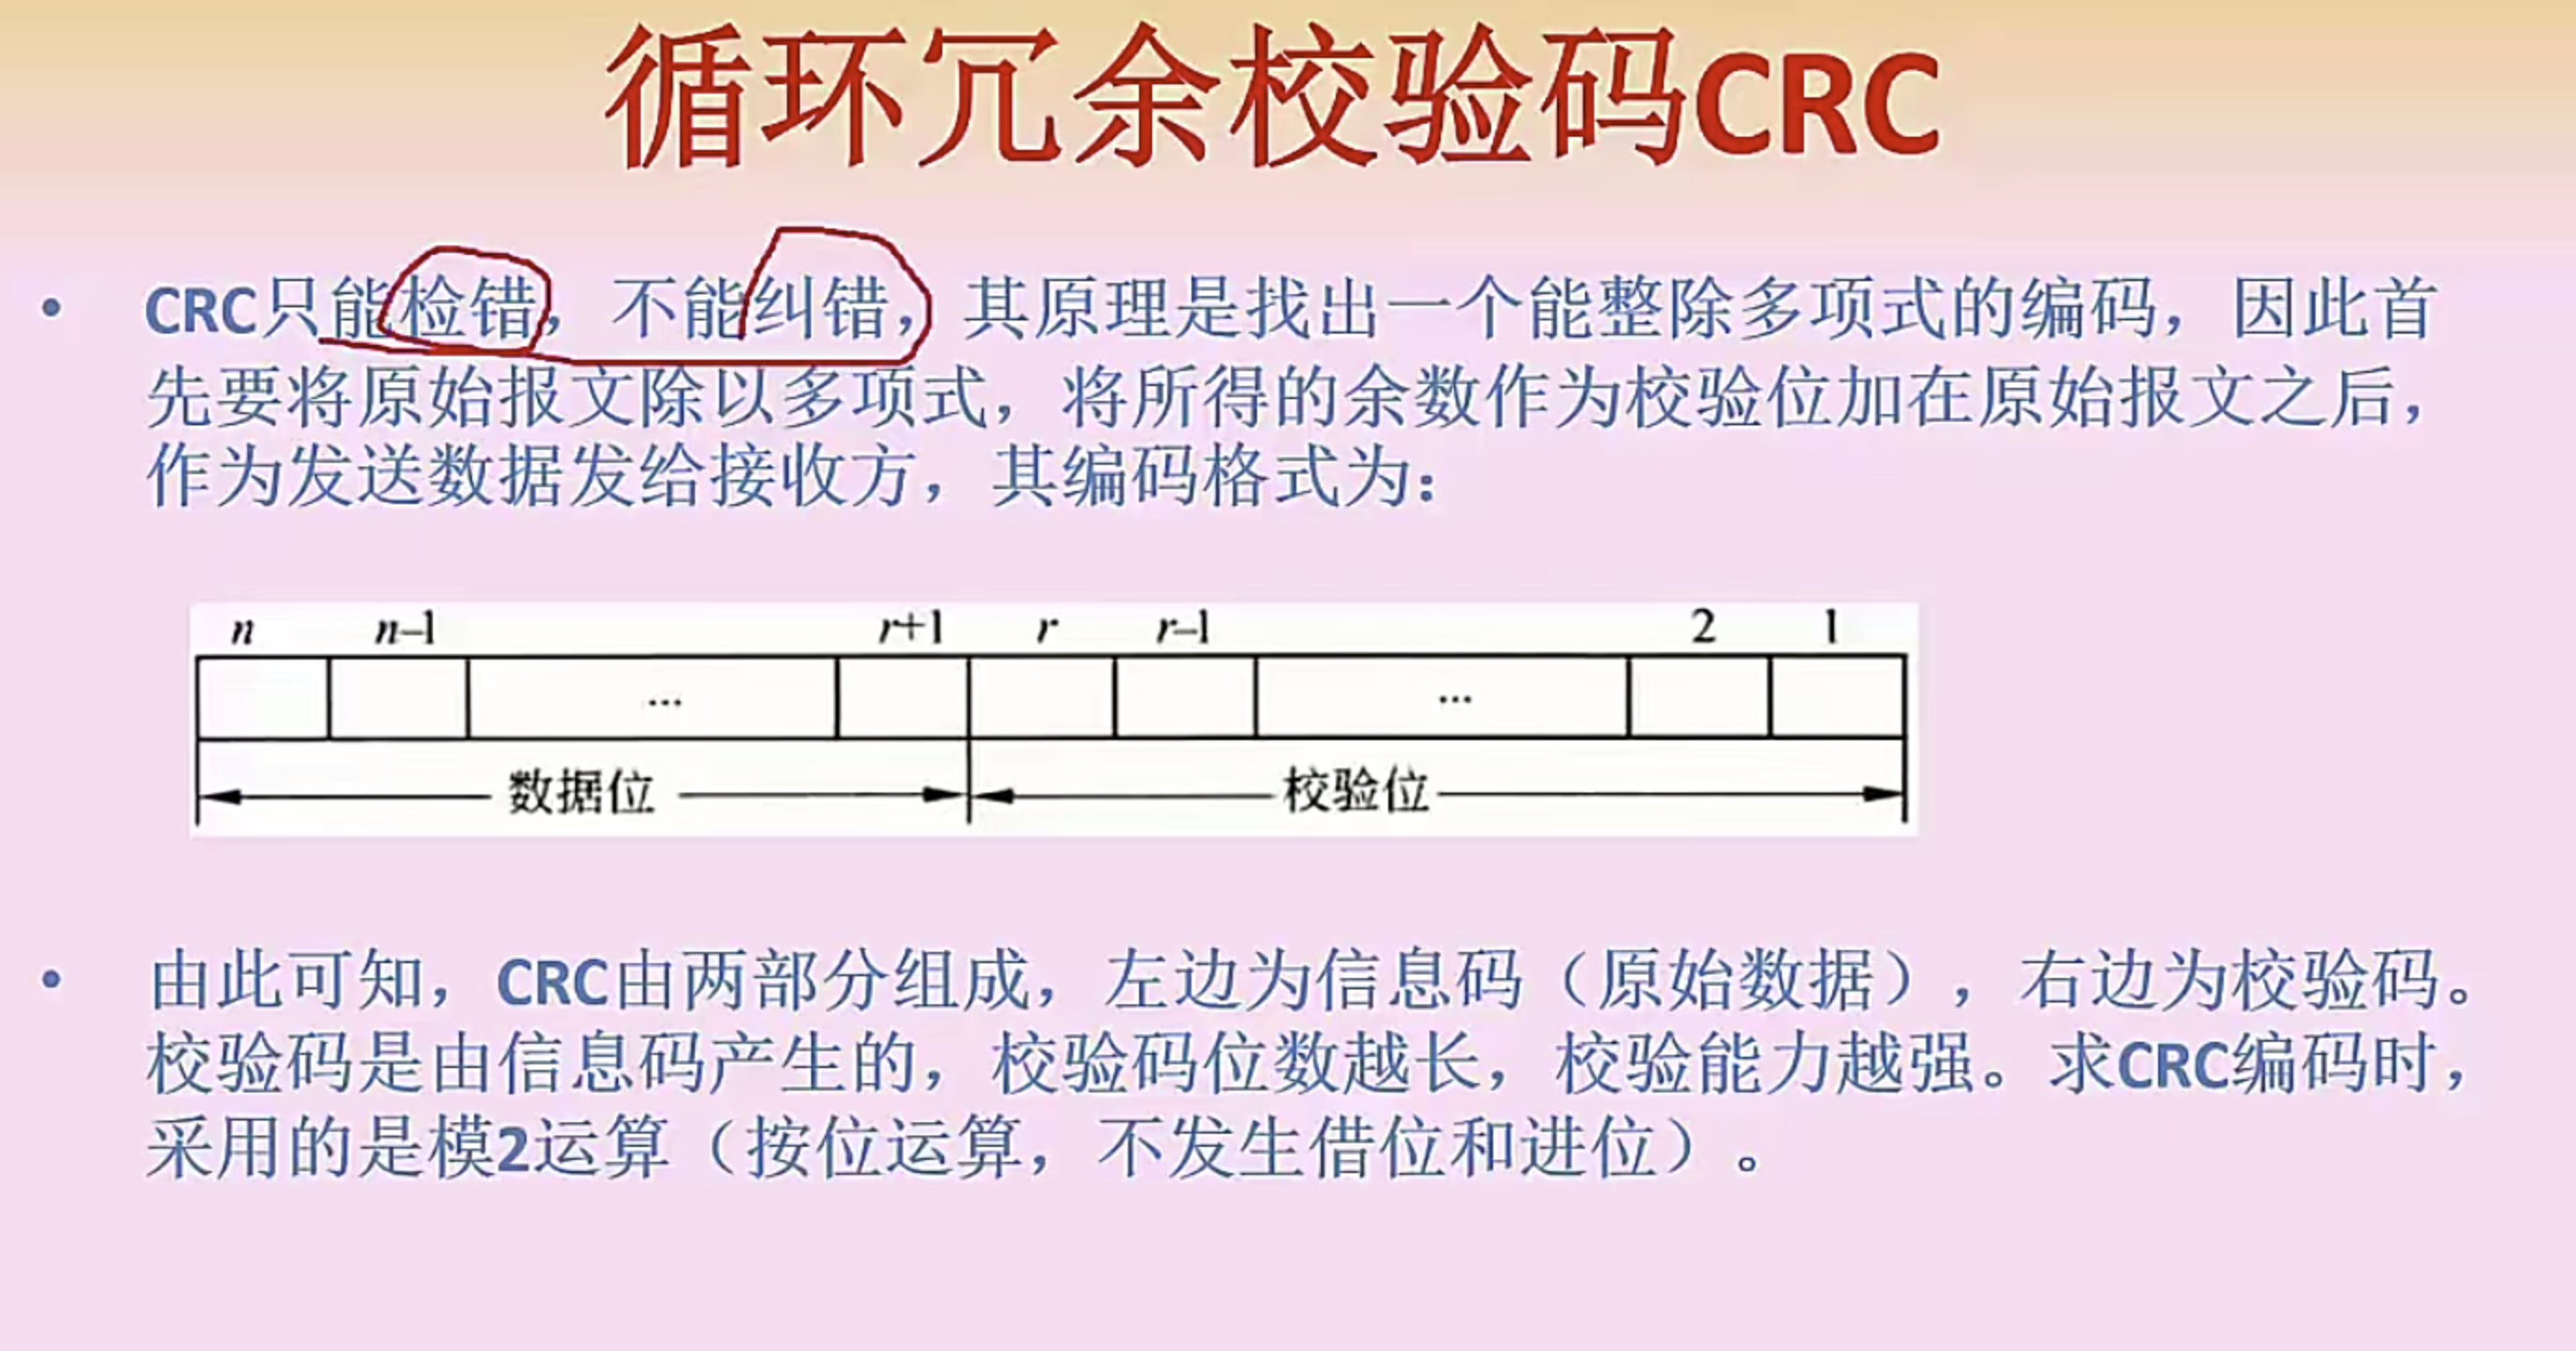 循环冗余校验码CRC
• CRC只能检错，不能纠错，其原理是找出一个能整除多项式的编码，因此首
先要将原始报文除以多项式，将所得的余数作为校验位加在原始报文之后，
作为发送数据发给接收方，其编码格式为：
n n–1 r+1 r r–1 2 1
... ...
数据位 校验位
• 由此可知，CRC由两部分组成，左边为信息码（原始数据），右边为校验码。
校验码是由信息码产生的，校验码位数越长，校验能力越强。求CRC编码时，
采用的是模2运算（按位运算，不发生借位和进位）。